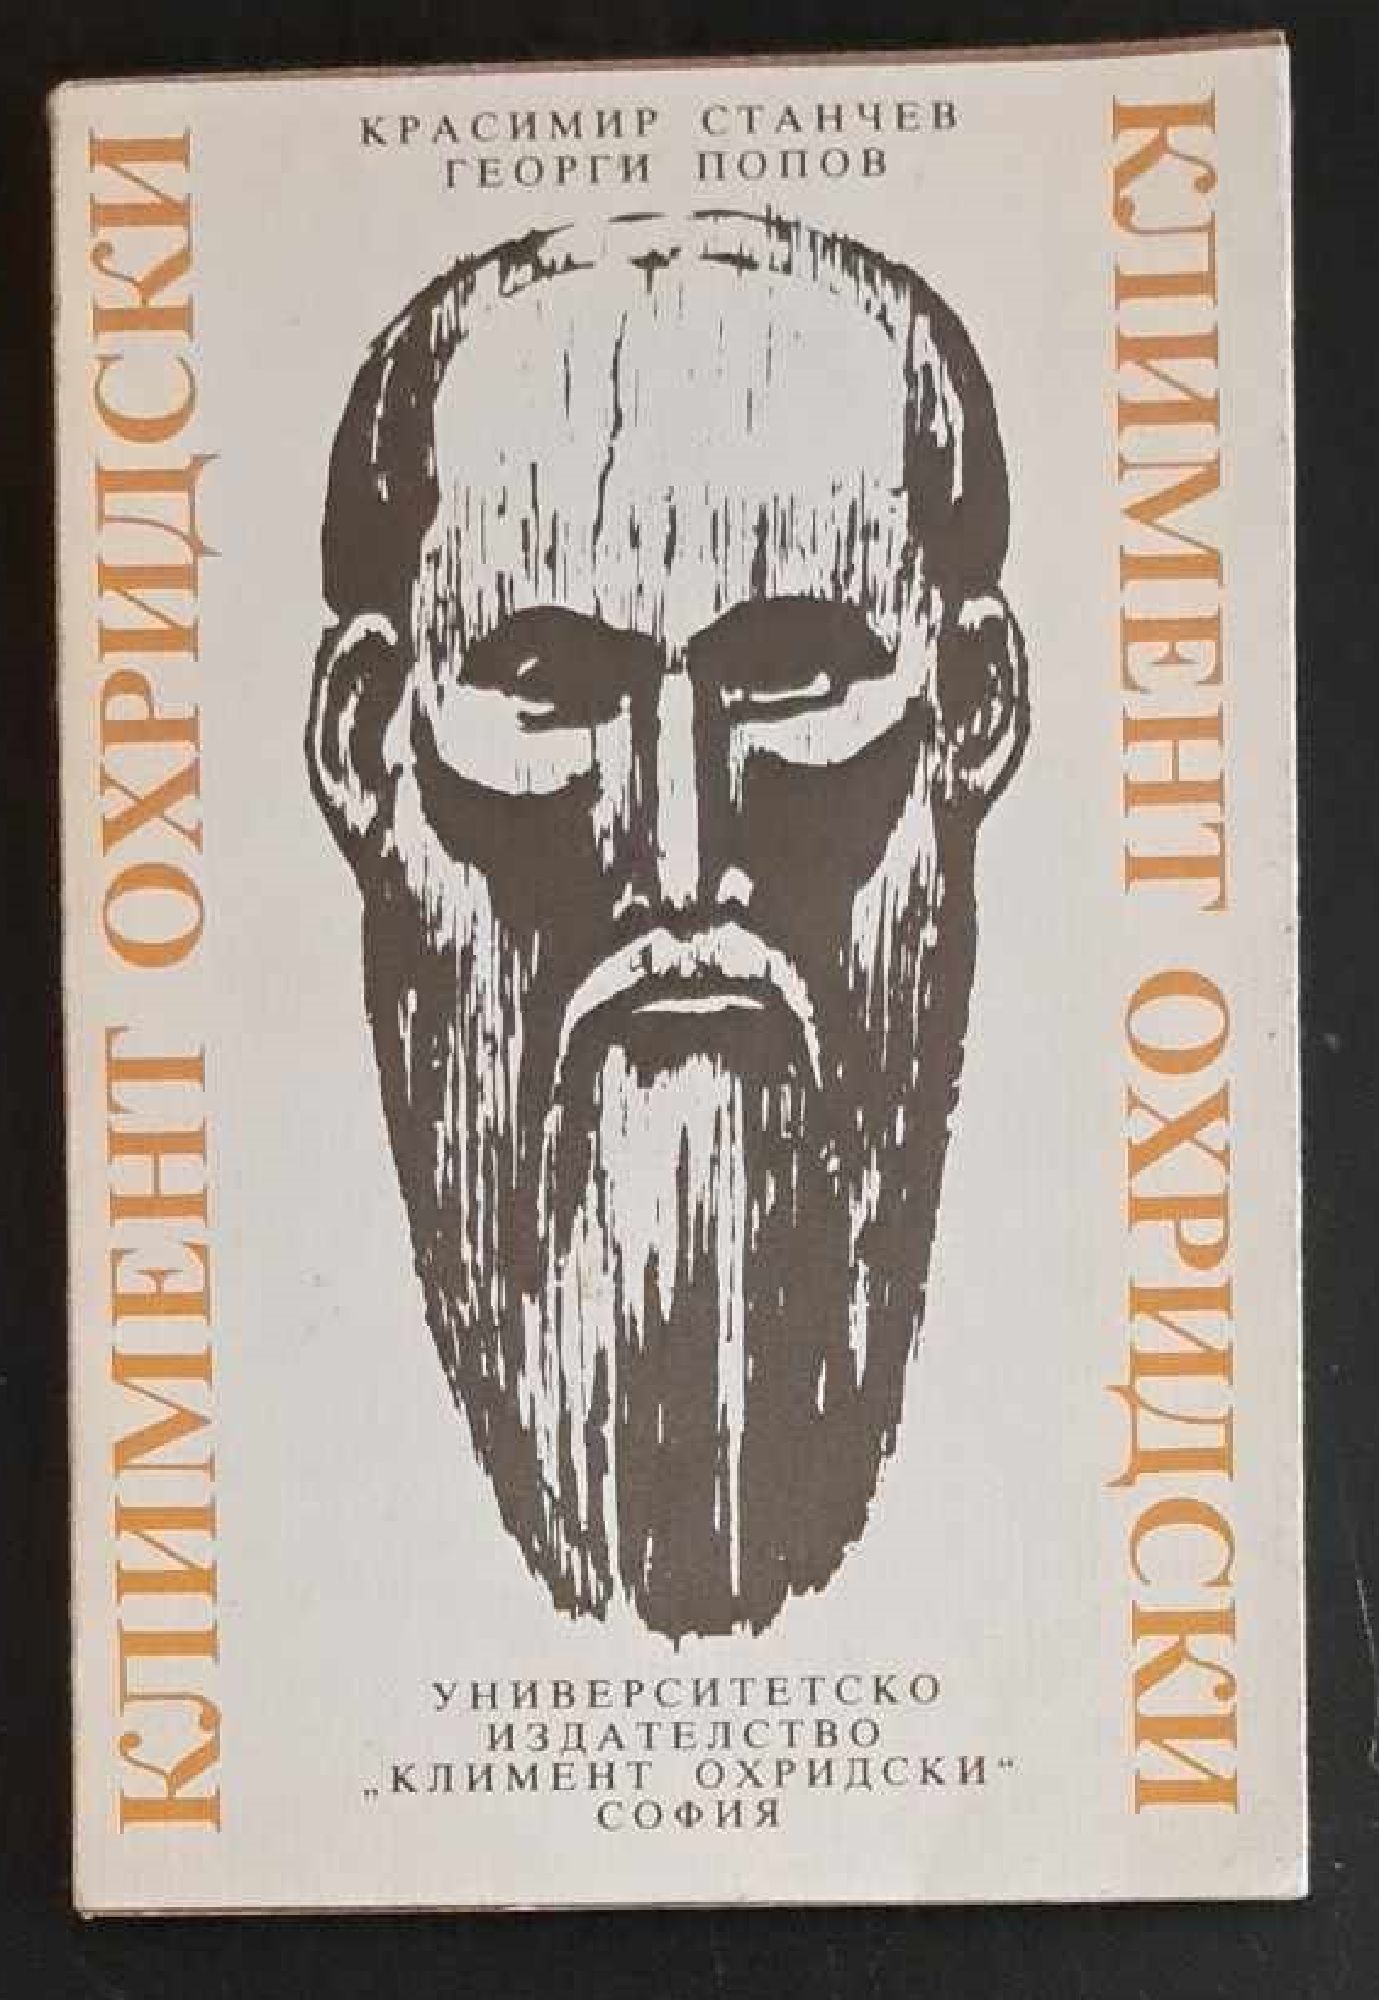 КРАСИМИР СТАНЧЕВ
ГЕОРГИ ПОПОВ
КЛИМЕНТ ОХРИДСКИ
КЛИМЕНТ ОХРИДСКИ
УНИВЕРСИТЕТСКО
ИЗДАТЕЛСТВО
„КЛИМЕНТ ОХРИДСКИ“
СОФИЯ